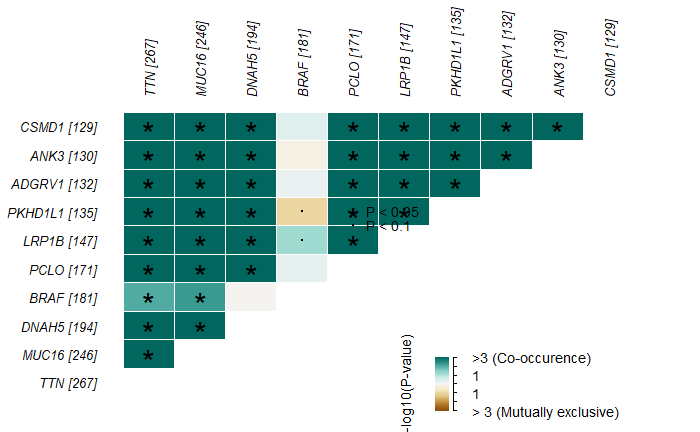 TTN [267]
MUC16 [246]
DNAH5 [194]
BRAF [181]
PCLO [171]
LRP1B [147]
PKHD1L1 [135]
ADGRV1 [132]
ANK3 [130]
CSMD1 [129]
CSMD1 [129]
ANK3 [130]
ADGRV1 [132]
PKHD1L1 [135]
LRP1B [147]
PCLO [171]
BRAF [181]
DNAH5 [194]
MUC16 [246]
TTN [267]
* P < 0.05
· P < 0.1
-log10(P-value)
>3 (Co-occurence)
1
1
> 3 (Mutually exclusive)